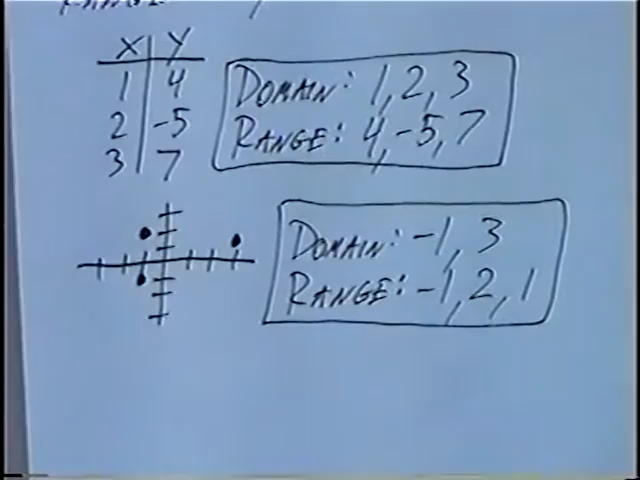 X Y
1 4
2 -5
3 7
DOMAIN: 1, 2, 3
RANGE: 4, -5, 7
DOMAIN: -1, 3
RANGE: -1, 2, 1